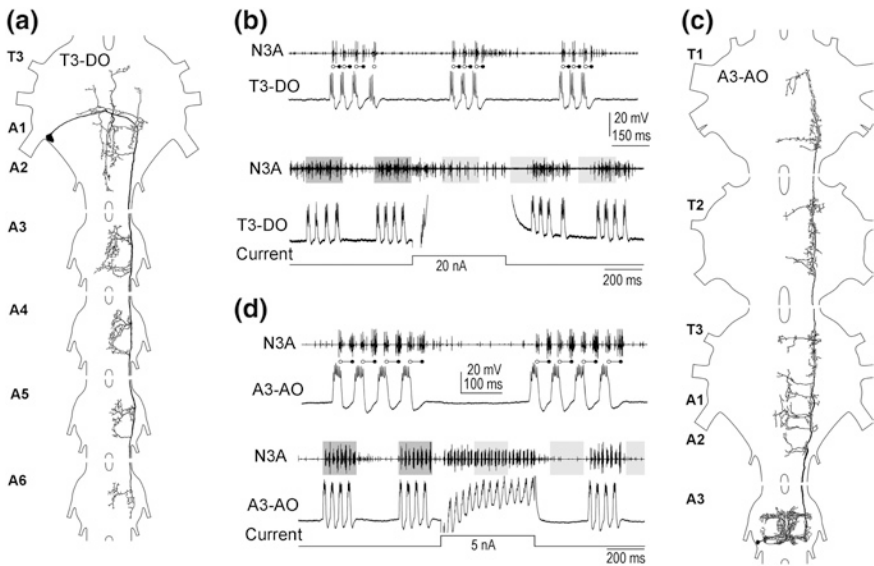 (a)
T3
T3-DO
A1
A2
A3
A4
A5
A6
(b)
N3A
T3-DO
20 mV
150 ms
N3A
T3-DO
Current
20 nA
200 ms
(d)
N3A
A3-AO
20 mV
100 ms
N3A
A3-AO
Current
5 nA
200 ms
(c)
T1
A3-AO
T2
T3
A1
A2
A3